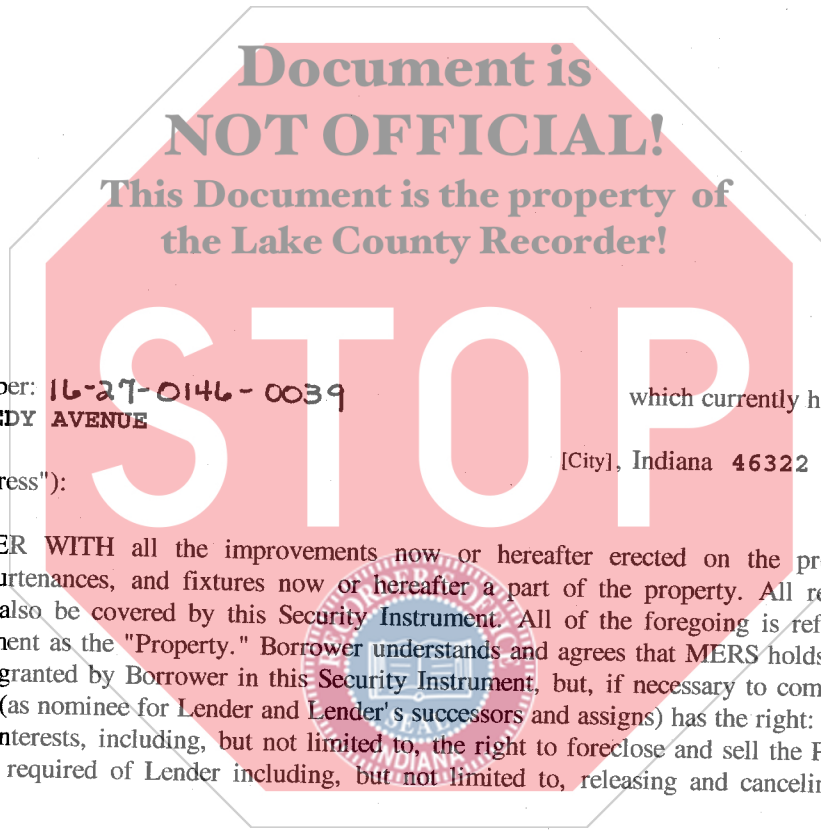 Document is
NOT OFFICIAL!
This Document is the property of
the Lake County Recorder!
STOP
ber: 16-27-0146-0039
which currently h
EDY AVENUE
[City], Indiana 46322
ress"):
ER WITH all the improvements now or hereafter erected on the pr
urtenances, and fixtures now or hereafter a part of the property. All re
also be covered by this Security Instrument. All of the foregoing is ref
nent as the "Property." Borrower understands and agrees that MERS holds
granted by Borrower in this Security Instrument, but, if necessary to com
(as nominee for Lender and Lender's successors and assigns) has the right:
nterests, including, but not limited to, the right to foreclose and sell the P
required of Lender including, but not limited to, releasing and cancelin
RECORDER'S OFFICE
SEAL
INDIANA